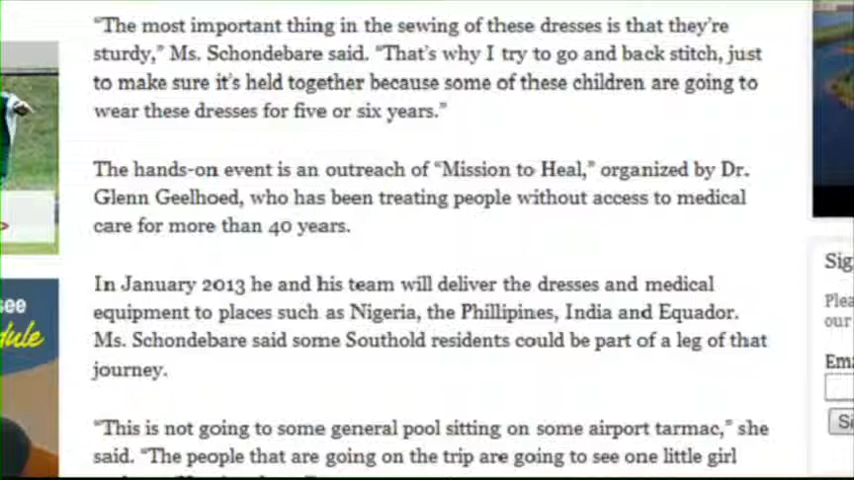 "The most important thing in the sewing of these dresses is that they're
sturdy," Ms. Schondebare said. "That's why I try to go and back stitch, just
to make sure it's held together because some of these children are going to
wear these dresses for five or six years."
The hands-on event is an outreach of "Mission to Heal," organized by Dr.
Glenn Geelhoed, who has been treating people without access to medical
care for more than 40 years.
In January 2013 he and his team will deliver the dresses and medical
equipment to places such as Nigeria, the Phillipines, India and Equador.
Ms. Schondebare said some Southold residents could be part of a leg of that
journey.
"This is not going to some general pool sitting on some airport tarmac," she
said. "The people that are going on the trip are going to see one little girl
see
dule
Sig
Plea
our
Ema